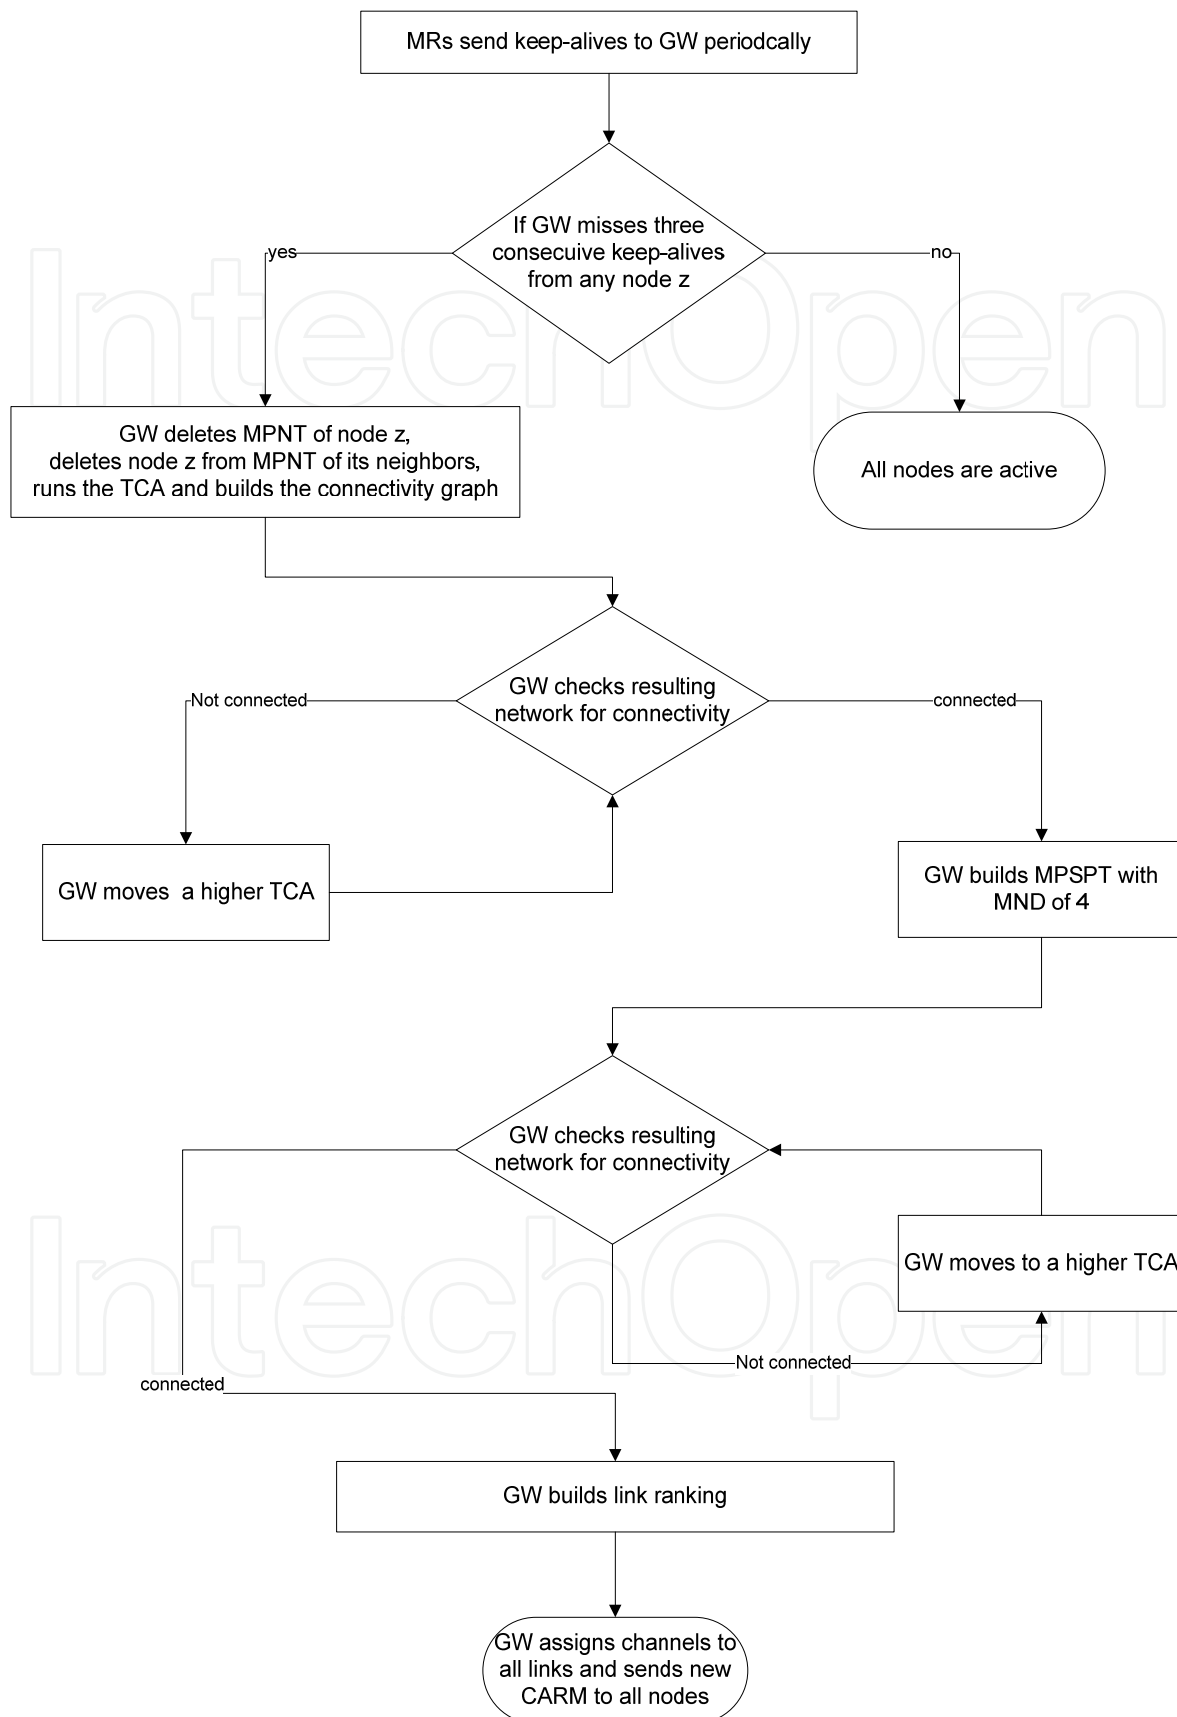 MRs send keep-alives to GW periodcally
If GW misses three
consecuive keep-alives
from any node z
yes
no
GW deletes MPNT of node z,
deletes node z from MPNT of its neighbors,
runs the TCA and builds the connectivity graph
All nodes are active
IntechOpen
GW checks resulting
network for connectivity
Not connected
connected
GW moves  a higher TCA
GW builds MPSPT with
MND of 4
GW checks resulting
network for connectivity
GW moves to a higher TCA
Not connected
connected
IntechOpen
GW builds link ranking
GW assigns channels to
all links and sends new
CARM to all nodes